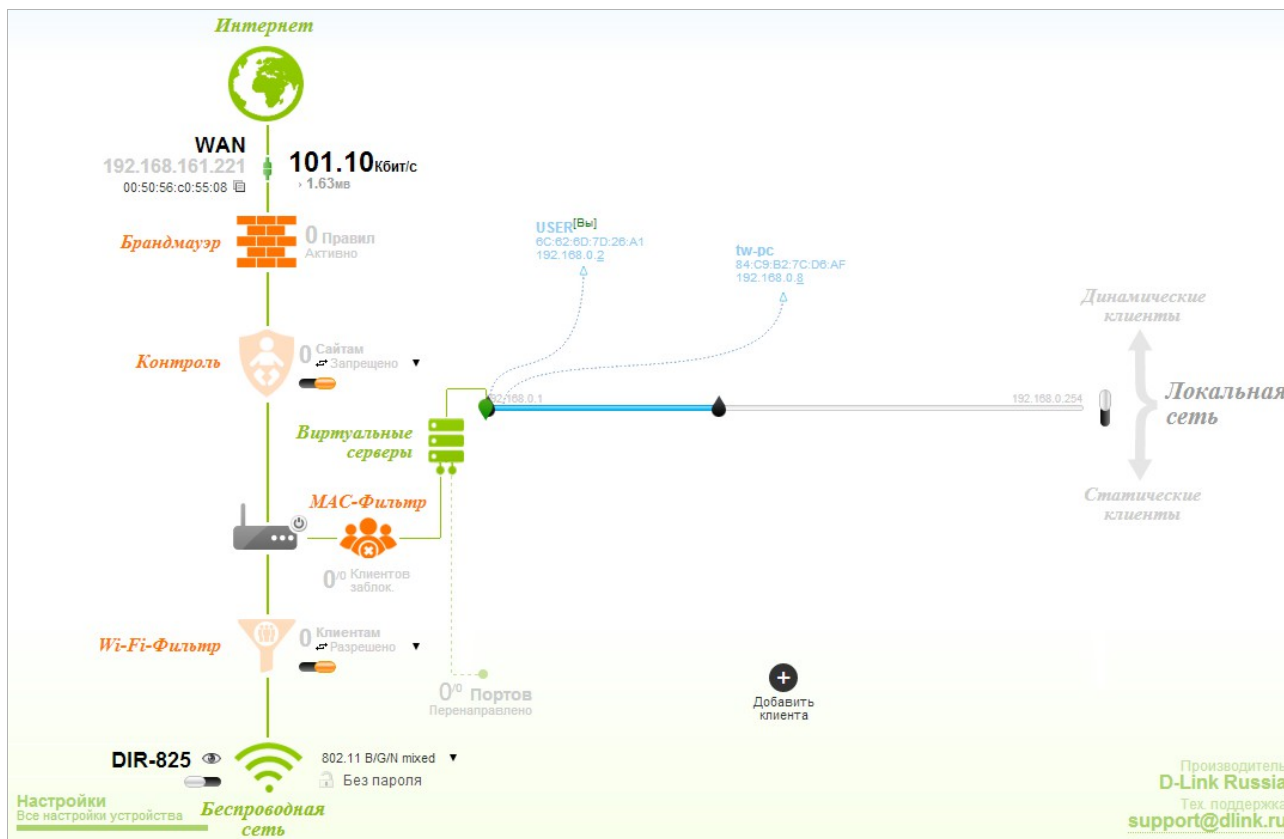 Интернет
WAN
192.168.161.221
00:50:56:c0:55:08
101.10 Кбит/с
› 1.63мв
Брандмауэр
0 Правил
Активно
USER[Вы]
6C:62:6D:7D:26:A1
192.168.0.2
tw-pc
84:C9:B2:7C:D6:AF
192.168.0.8
Динамические
клиенты
Контроль
0 Сайтам
Запрещено
192.168.0.1
192.168.0.254
Локальная
сеть
Виртуальные
серверы
MAC-Фильтр
Статические
клиенты
0/0 Клиентов
заблок.
Wi-Fi-Фильтр
0 Клиентам
Разрешено
0/0 Портов
Перенаправлено
Добавить
клиента
DIR-825
802.11 B/G/N mixed
Без пароля
Беспроводная
сеть
Настройки
Все настройки устройства
Производитель
D-Link Russia
Тех. поддержка
support@dlink.ru